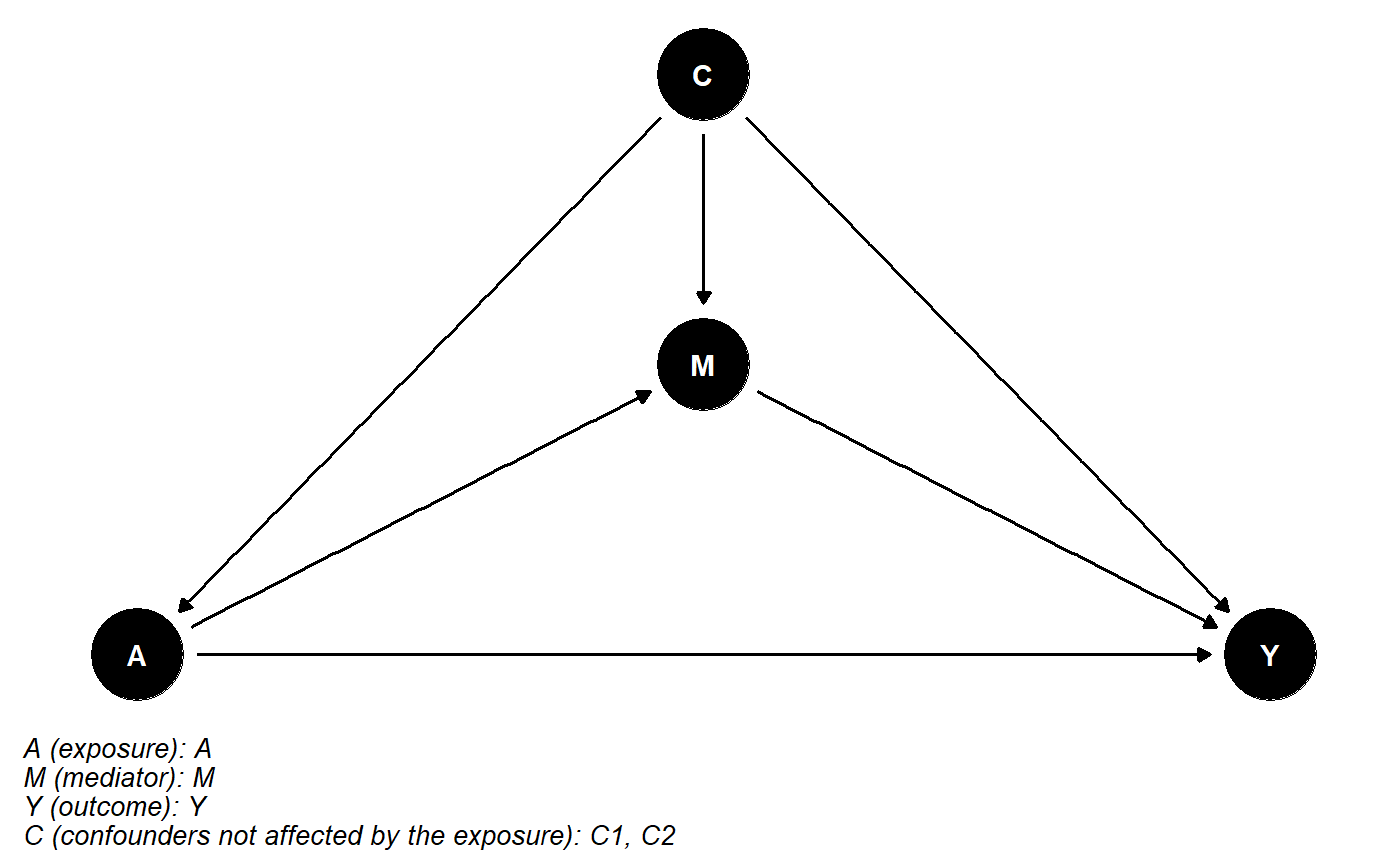 C
M
A
Y
A (exposure): A
M (mediator): M
Y (outcome): Y
C (confounders not affected by the exposure): C1, C2